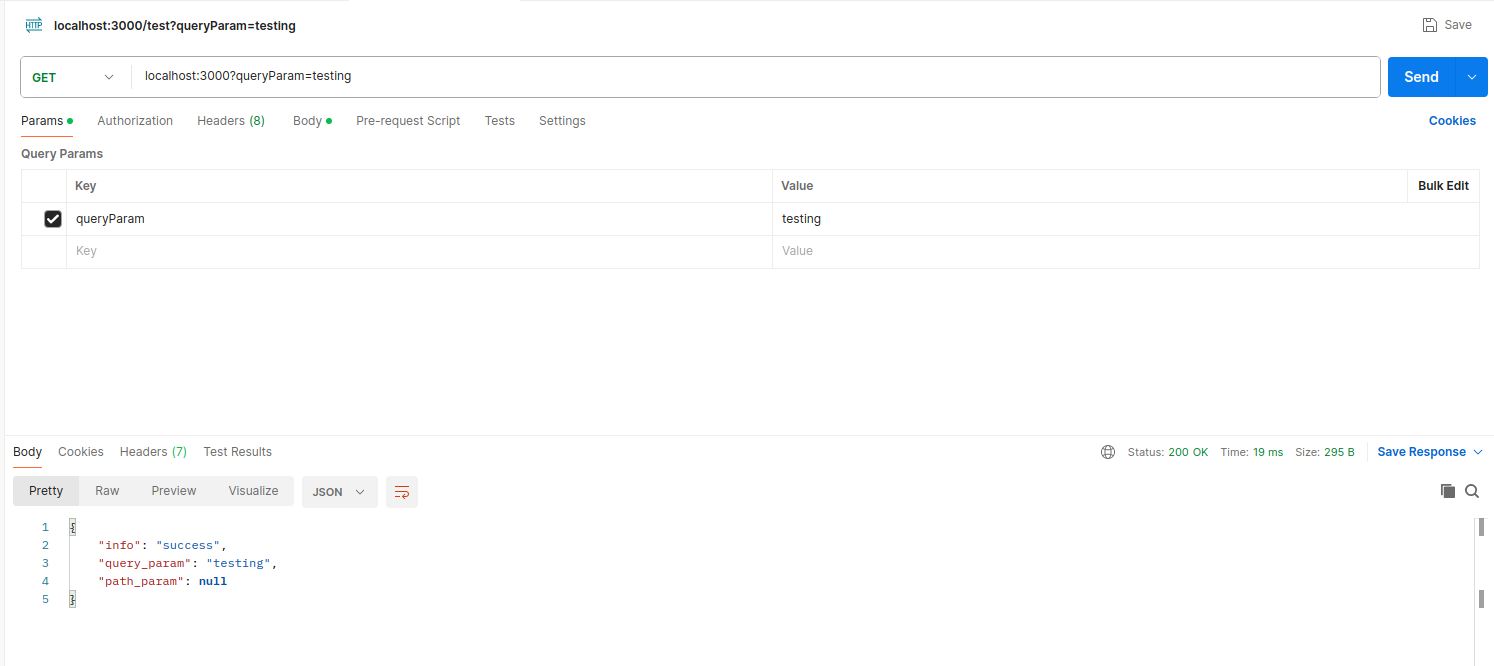 HTTP localhost:3000/test?queryParam=testing Save
GET localhost:3000?queryParam=testing Send
Params Authorization Headers (8) Body Pre-request Script Tests Settings Cookies
Query Params
Key Value Bulk Edit
queryParam testing
Key Value
Body Cookies Headers (7) Test Results Status: 200 OK Time: 19 ms Size: 295 B Save Response
Pretty Raw Preview Visualize JSON
1 {
2 "info": "success",
3 "query_param": "testing",
4 "path_param": null
5 }